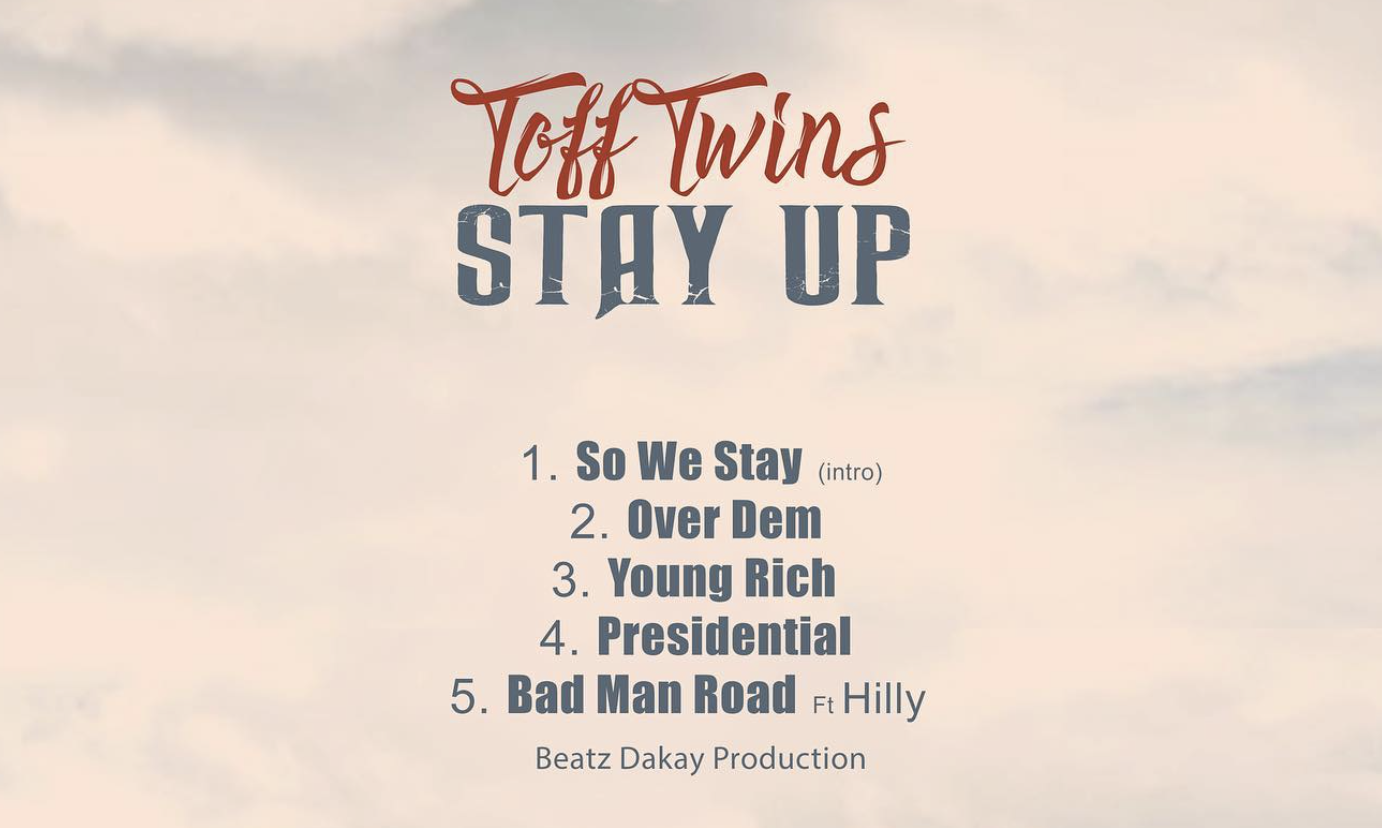 Toff Twins
STAY UP
1. So We Stay (intro)
2. Over Dem
3. Young Rich
4. Presidential
5. Bad Man Road Ft Hilly
Beatz Dakay Production